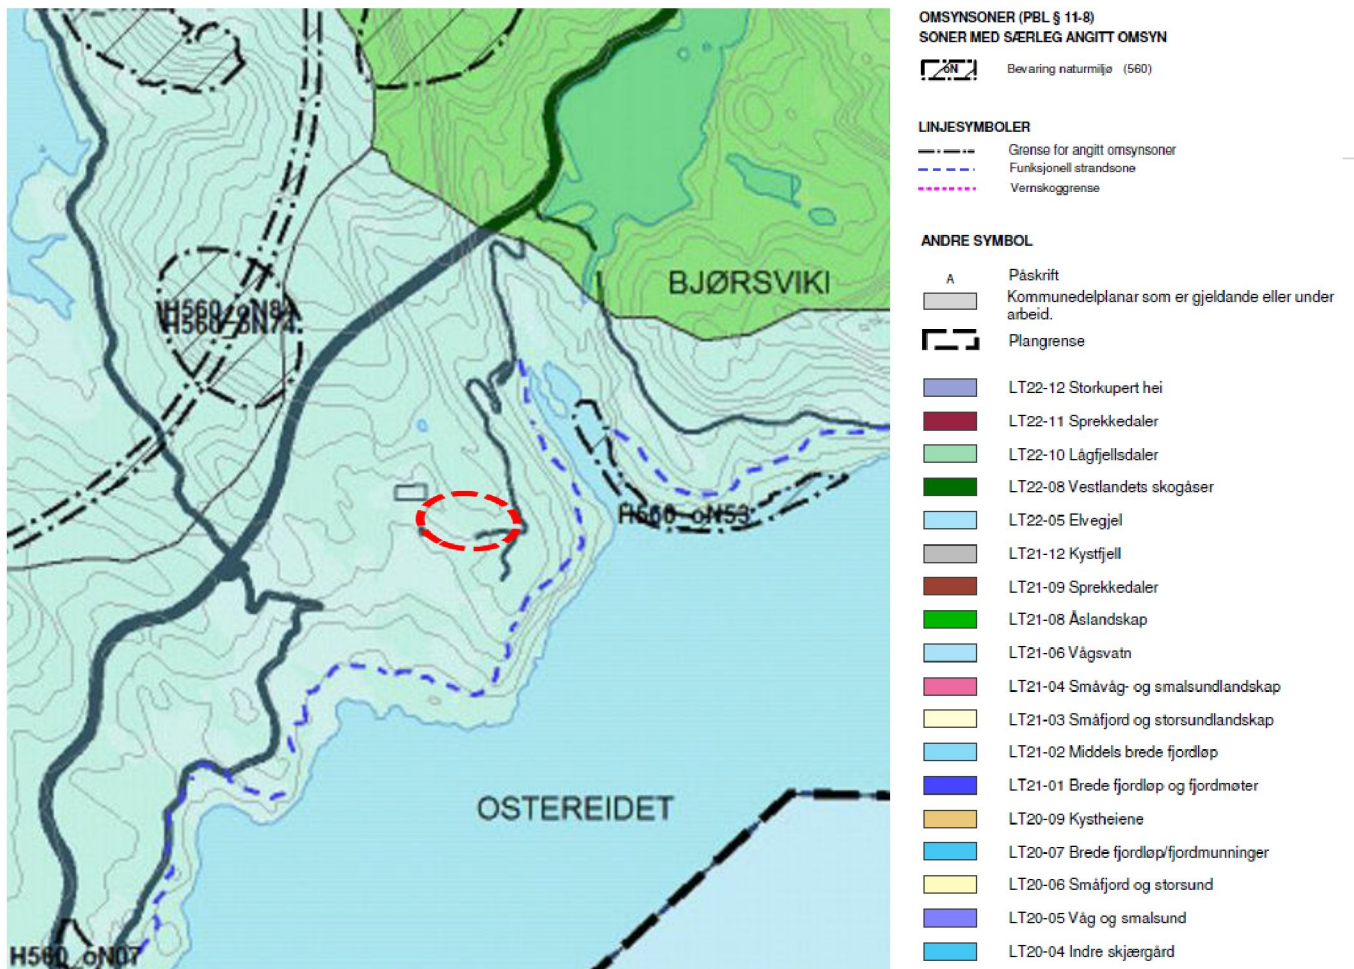 BJØRSVIKI
H560_oN53
OSTEREIDET
H560_oN07
OMSYNSONER (PBL § 11-8)
SONER MED SÆRLEG ANGITT OMSYN
oN Bevaring naturmiljø (560)
LINJESYMBOLER
Grense for angitt omsynsoner
Funksjonell strandsone
Vernskoggrense
ANDRE SYMBOL
A Påskrift
Kommunedelplanar som er gjeldande eller under
arbeid.
Plangrense
LT22-12 Storkupert hei
LT22-11 Sprekkedaler
LT22-10 Lågfjellsdaler
LT22-08 Vestlandets skogåser
LT22-05 Elvegjel
LT21-12 Kystfjell
LT21-09 Sprekkedaler
LT21-08 Åslandskap
LT21-06 Vågsvatn
LT21-04 Småvåg- og smalsundlandskap
LT21-03 Småfjord og storsundlandskap
LT21-02 Middels brede fjordløp
LT21-01 Brede fjordløp og fjordmøter
LT20-09 Kystheiene
LT20-07 Brede fjordløp/fjordmunninger
LT20-06 Småfjord og storsund
LT20-05 Våg og smalsund
LT20-04 Indre skjærgård